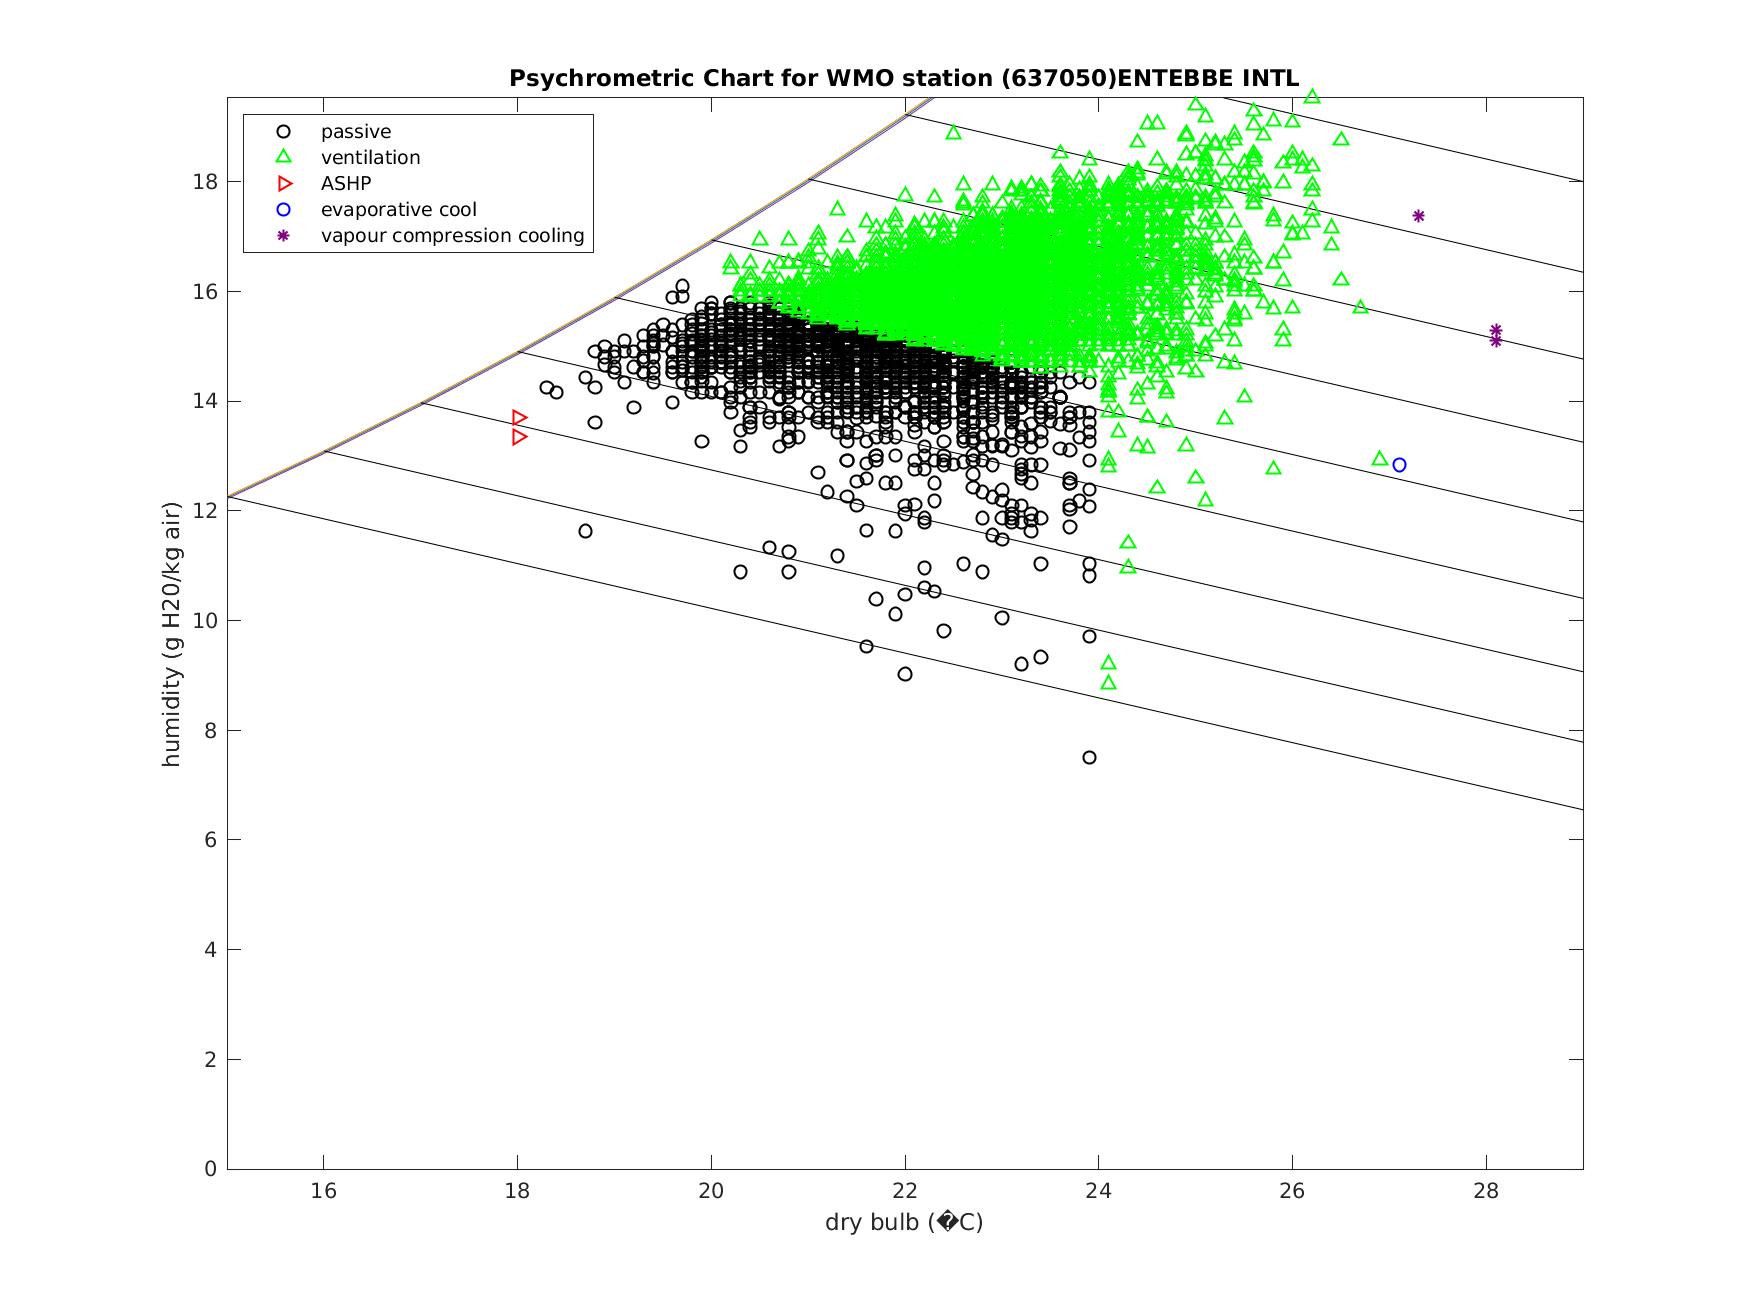 Psychrometric Chart for WMO station (637050)ENTEBBE INTL
passive
ventilation
ASHP
evaporative cool
vapour compression cooling
humidity (g H20/kg air)
18
16
14
12
10
8
6
4
2
0
16 18 20 22 24 26 28
dry bulb (�C)